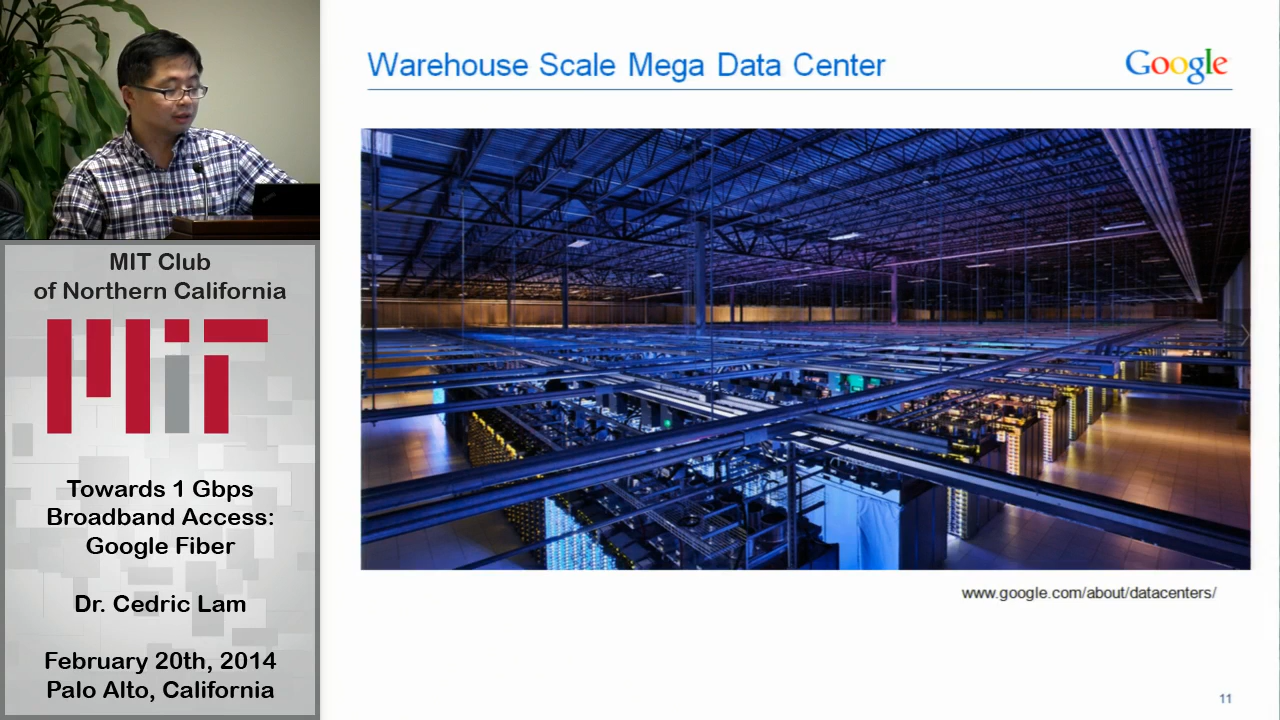 Warehouse Scale Mega Data Center
Google
MIT Club
of Northern California
MIT
Towards 1 Gbps
Broadband Access:
Google Fiber
Dr. Cedric Lam
February 20th, 2014
Palo Alto, California
www.google.com/about/datacenters/
11